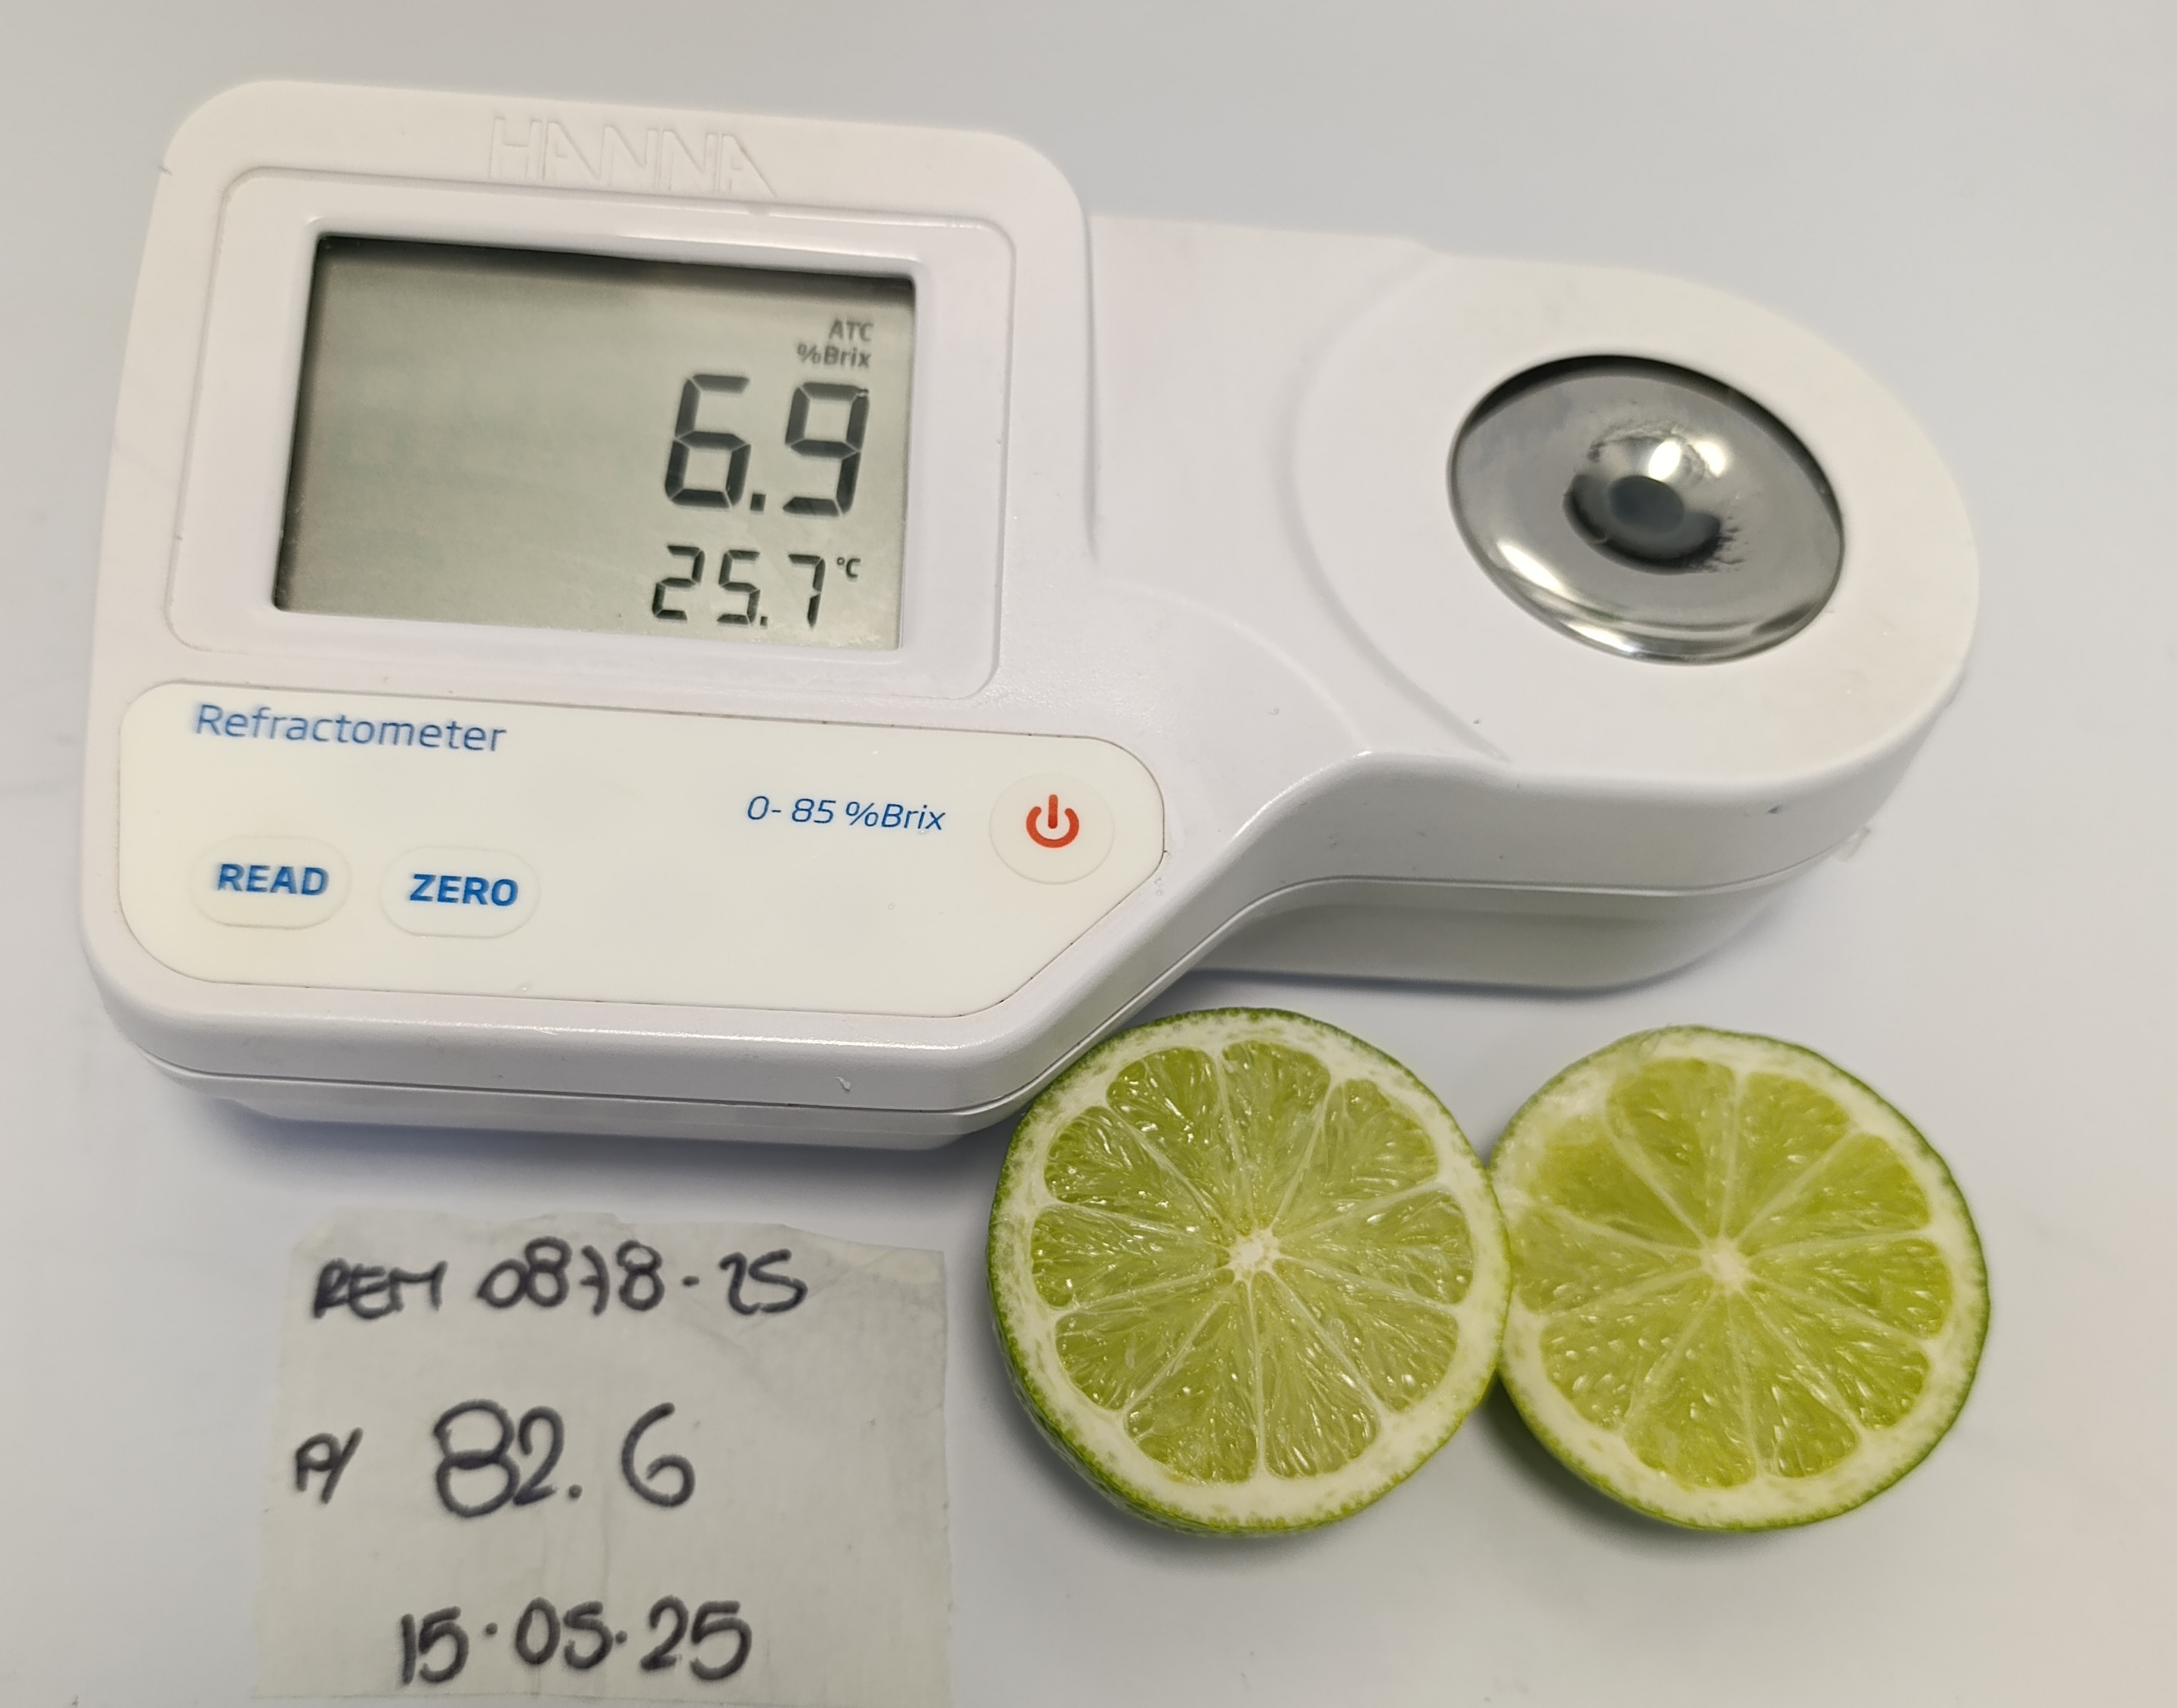 HANNA
ATC
%Brix
6.9
25.7 °C
Refractometer
0- 85 %Brix
READ ZERO
REM 0878-25
P/ 82.6
15.05.25